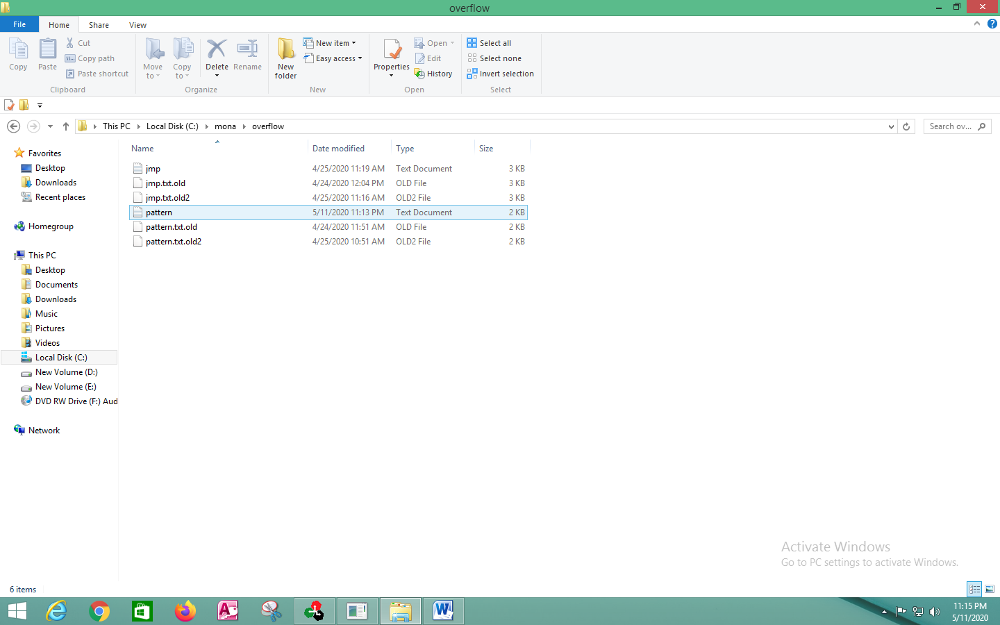 overflow
File Home Share View
Copy
Paste
Cut
Copy path
Paste shortcut
Clipboard
Move to
Copy to
Delete
Rename
Organize
New folder
New item
Easy access
New
Properties
Open
Edit
History
Open
Select all
Select none
Invert selection
Select
This PC Local Disk (C:) mona overflow
Search ov...
Name Date modified Type Size
jmp 4/25/2020 11:19 AM Text Document 3 KB
jmp.txt.old 4/24/2020 12:04 PM OLD File 3 KB
jmp.txt.old2 4/25/2020 11:16 AM OLD2 File 3 KB
pattern 5/11/2020 11:13 PM Text Document 2 KB
pattern.txt.old 4/24/2020 11:51 AM OLD File 2 KB
pattern.txt.old2 4/25/2020 10:51 AM OLD2 File 2 KB
Favorites
Desktop
Downloads
Recent places
Homegroup
This PC
Desktop
Documents
Downloads
Music
Pictures
Videos
Local Disk (C:)
New Volume (D:)
New Volume (E:)
DVD RW Drive (F:) Aud
Network
Activate Windows
Go to PC settings to activate Windows.
6 items
11:15 PM
5/11/2020